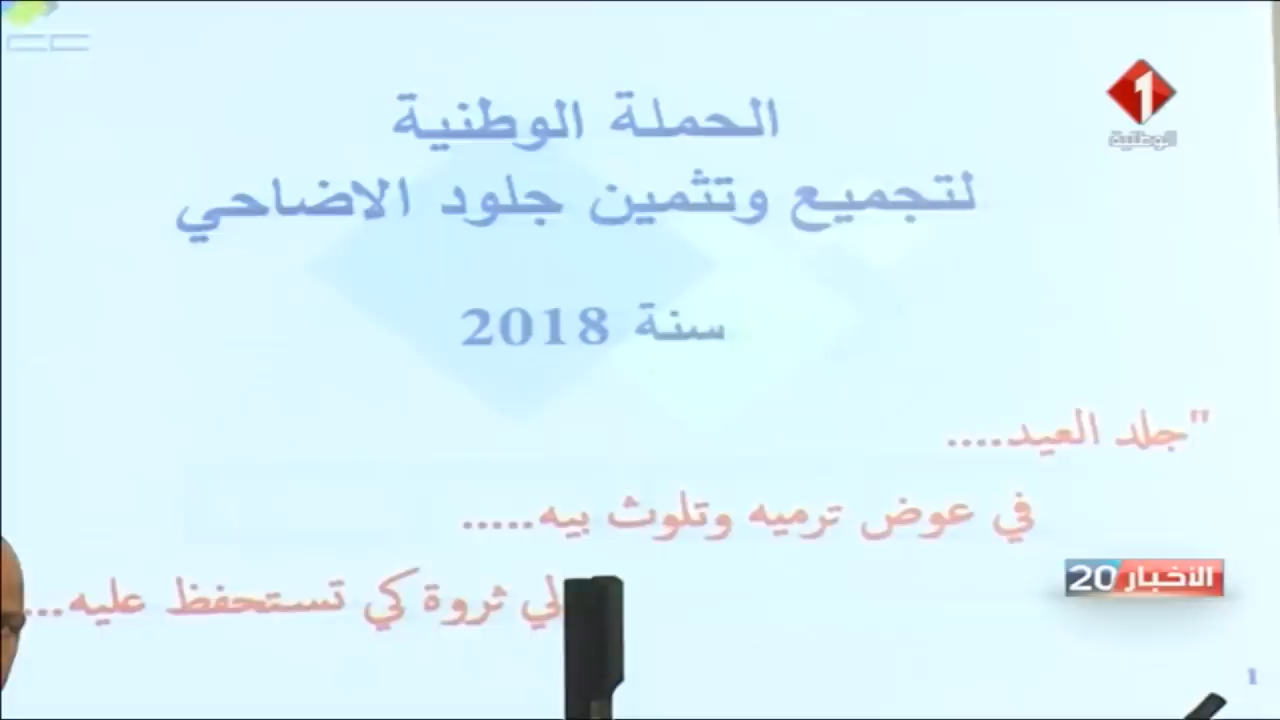 الحملة الوطنية
لتجميع وتثمين جلود الاضاحي
سنة 2018
"جلد العيد....
في عوض ترميه وتلوث بيه.....
ثروة كي تستحفظ عليه...
1
الوطنية
الاخبار 20
1